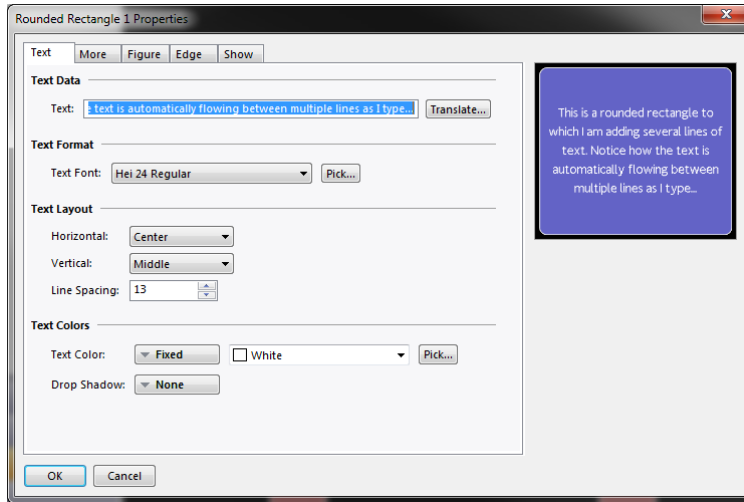 Rounded Rectangle 1 Properties
Text More Figure Edge Show
Text Data
Text: text is automatically flowing between multiple lines as I type... Translate...
Text Format
Text Font: Hei 24 Regular Pick...
Text Layout
Horizontal: Center
Vertical: Middle
Line Spacing: 13
Text Colors
Text Color: Fixed White Pick...
Drop Shadow: None
OK Cancel
This is a rounded rectangle to
which I am adding several lines of
text. Notice how the text is
automatically flowing between
multiple lines as I type...